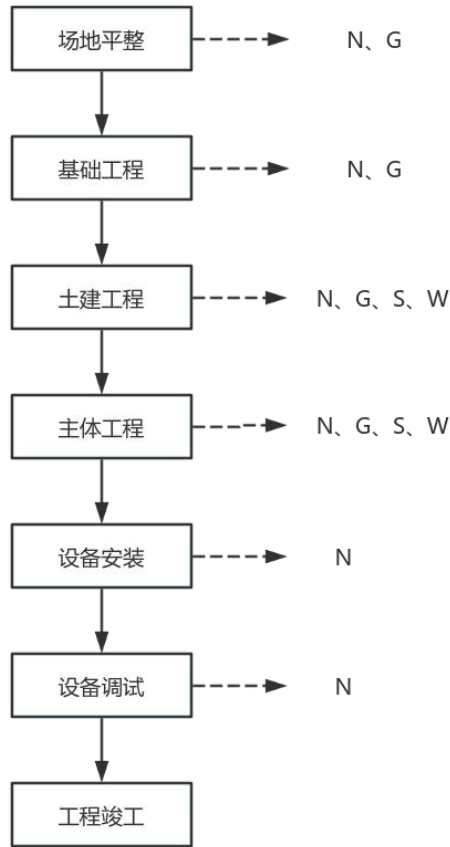 场地平整 N、G
基础工程 N、G
土建工程 N、G、S、W
主体工程 N、G、S、W
设备安装 N
设备调试 N
工程竣工